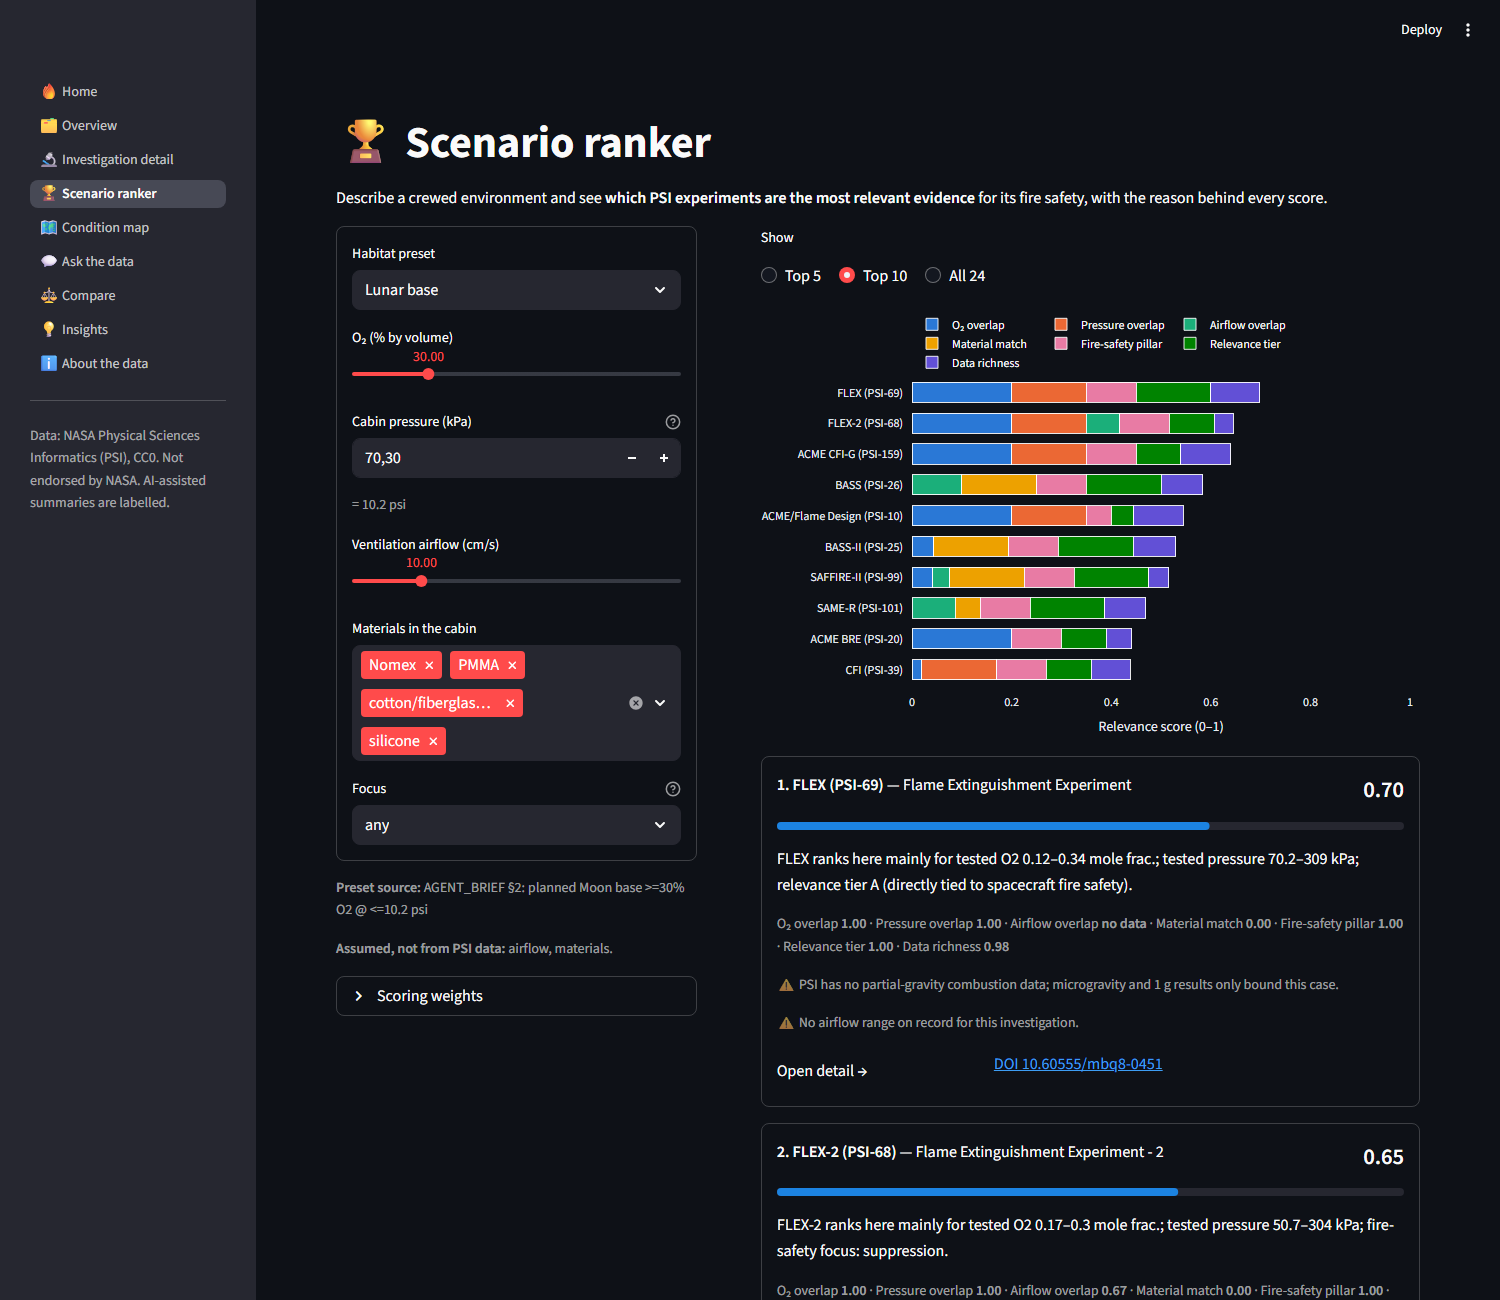 Deploy
Home
Overview
Investigation detail
Scenario ranker
Condition map
Ask the data
Compare
Insights
About the data
Data: NASA Physical Sciences
Informatics (PSI), CC0. Not
endorsed by NASA. AI-assisted
summaries are labelled.
Scenario ranker
Describe a crewed environment and see which PSI experiments are the most relevant evidence for its fire safety, with the reason behind every score.
Habitat preset
Lunar base
O₂ (% by volume)
30.00
Cabin pressure (kPa)
70,30
= 10.2 psi
Ventilation airflow (cm/s)
10.00
Materials in the cabin
Nomex
PMMA
cotton/fiberglas…
silicone
Focus
any
Preset source: AGENT_BRIEF §2: planned Moon base >=30%
O2 @ <=10.2 psi
Assumed, not from PSI data: airflow, materials.
Scoring weights
Show
Top 5
Top 10
All 24
O₂ overlap
Pressure overlap
Airflow overlap
Material match
Fire-safety pillar
Relevance tier
Data richness
FLEX (PSI-69)
FLEX-2 (PSI-68)
ACME CFI-G (PSI-159)
BASS (PSI-26)
ACME/Flame Design (PSI-10)
BASS-II (PSI-25)
SAFFIRE-II (PSI-99)
SAME-R (PSI-101)
ACME BRE (PSI-20)
CFI (PSI-39)
0 0.2 0.4 0.6 0.8 1
Relevance score (0–1)
1. FLEX (PSI-69) — Flame Extinguishment Experiment
0.70
FLEX ranks here mainly for tested O2 0.12–0.34 mole frac.; tested pressure 70.2–309 kPa;
relevance tier A (directly tied to spacecraft fire safety).
O₂ overlap 1.00 · Pressure overlap 1.00 · Airflow overlap no data · Material match 0.00 · Fire-safety pillar 1.00
· Relevance tier 1.00 · Data richness 0.98
PSI has no partial-gravity combustion data; microgravity and 1 g results only bound this case.
No airflow range on record for this investigation.
Open detail →
DOI 10.60555/mbq8-0451
2. FLEX-2 (PSI-68) — Flame Extinguishment Experiment - 2
0.65
FLEX-2 ranks here mainly for tested O2 0.17–0.3 mole frac.; tested pressure 50.7–304 kPa; fire-
safety focus: suppression.
O₂ overlap 1.00 · Pressure overlap 1.00 · Airflow overlap 0.67 · Material match 0.00 · Fire-safety pillar 1.00 ·